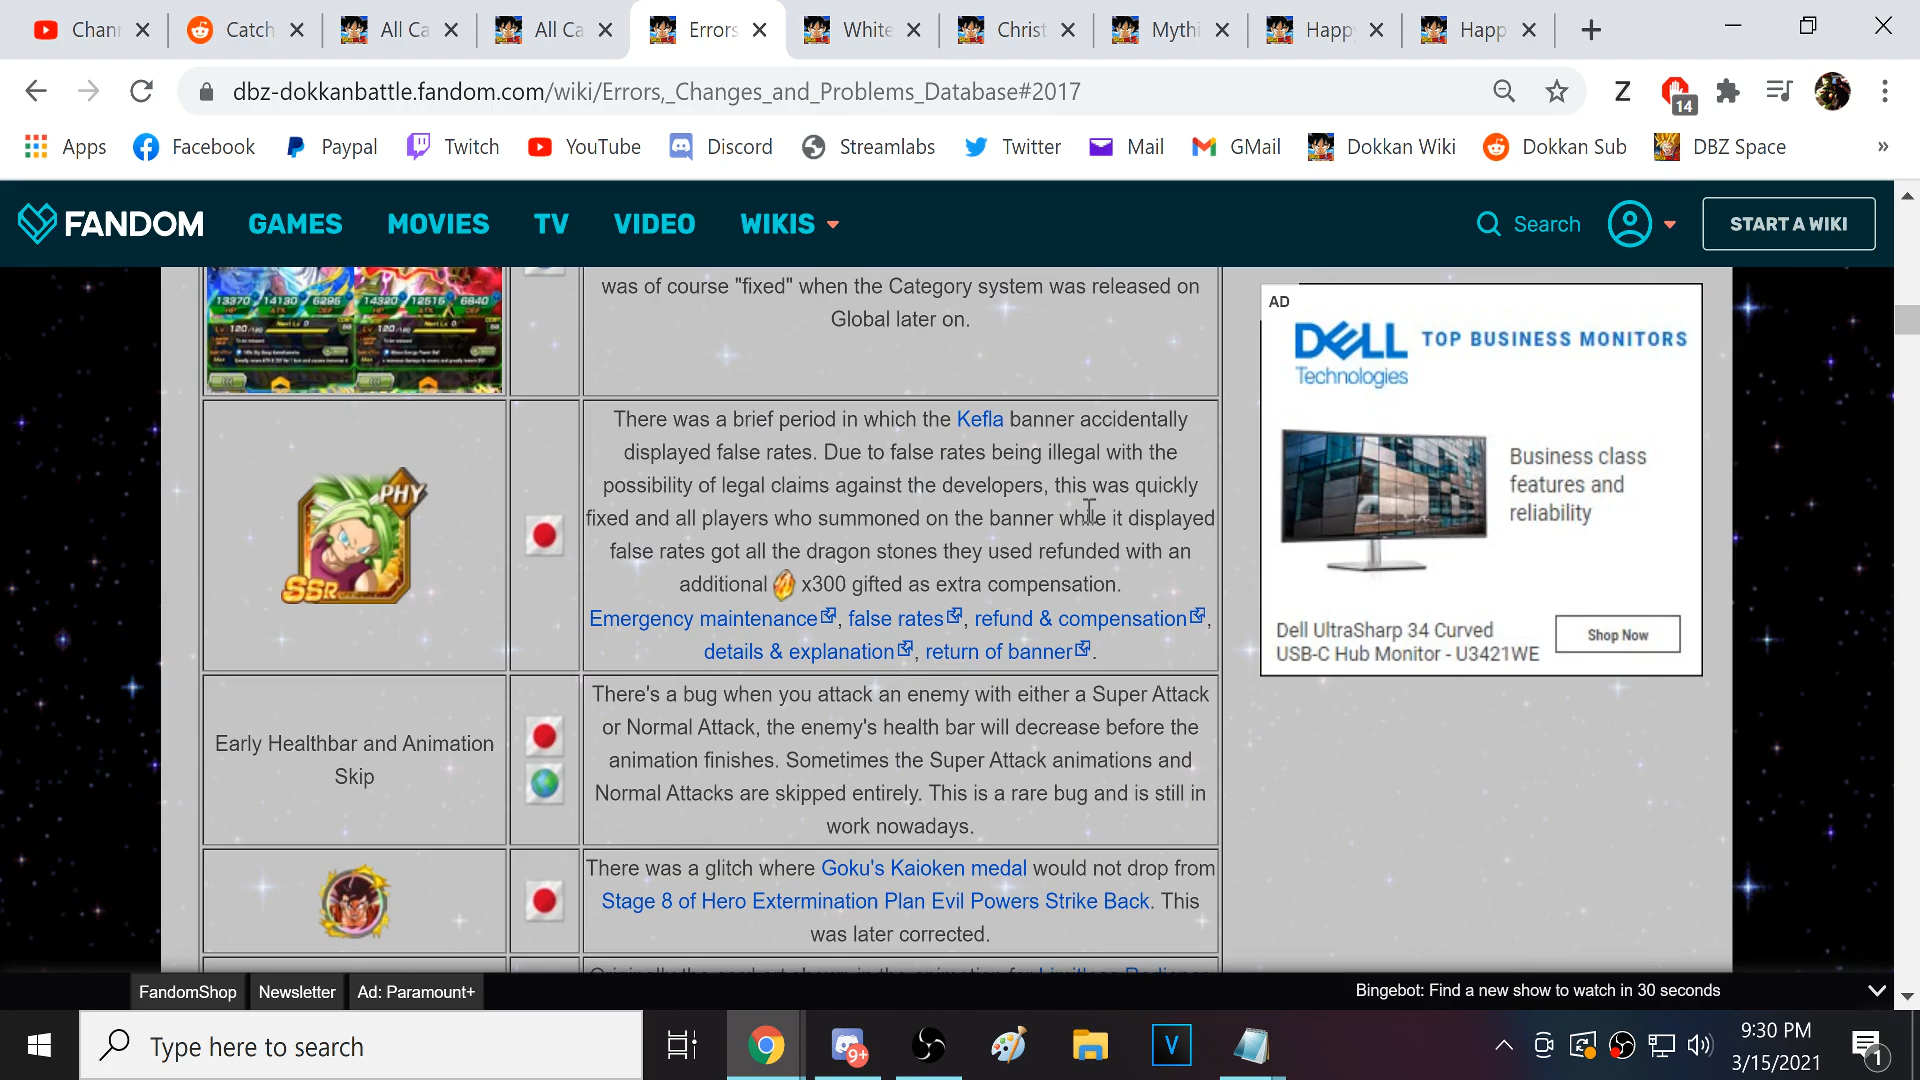 Chan
Catch
All Ca
All Ca
Errors
White
Christ
Mythi
Happ
Happ
dbz-dokkanbattle.fandom.com/wiki/Errors,_Changes_and_Problems_Database#2017
Z
14
Apps
Facebook
Paypal
Twitch
YouTube
Discord
Streamlabs
Twitter
Mail
GMail
Dokkan Wiki
Dokkan Sub
DBZ Space
»
FANDOM
GAMES
MOVIES
TV
VIDEO
WIKIS
Search
START A WIKI
13370 14130 6295
14320 12515 6840
was of course "fixed" when the Category system was released on
Global later on.
AD
DELL
Technologies
TOP BUSINESS MONITORS
Business class
features and
reliability
Dell UltraSharp 34 Curved
USB-C Hub Monitor - U3421WE
Shop Now
PHY
SSR
There was a brief period in which the Kefla banner accidentally
displayed false rates. Due to false rates being illegal with the
possibility of legal claims against the developers, this was quickly
fixed and all players who summoned on the banner while it displayed
false rates got all the dragon stones they used refunded with an
additional x300 gifted as extra compensation.
Emergency maintenance, false rates, refund & compensation,
details & explanation, return of banner.
Early Healthbar and Animation
Skip
There's a bug when you attack an enemy with either a Super Attack
or Normal Attack, the enemy's health bar will decrease before the
animation finishes. Sometimes the Super Attack animations and
Normal Attacks are skipped entirely. This is a rare bug and is still in
work nowadays.
There was a glitch where Goku's Kaioken medal would not drop from
Stage 8 of Hero Extermination Plan Evil Powers Strike Back. This
was later corrected.
FandomShop
Newsletter
Ad: Paramount+
Bingebot: Find a new show to watch in 30 seconds
Type here to search
9+
V
9:30 PM
3/15/2021
1